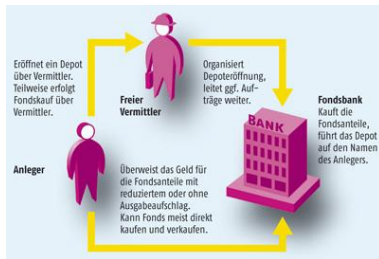 Eröffnet ein Depot
über Vermittler.
Teilweise erfolgt
Fondskauf über
Vermittler.
Freier
Vermittler
Organisiert
Depoteröffnung,
leitet ggf. Auf-
träge weiter.
Fondsbank
Kauft die
Fondsanteile,
führt das Depot
auf den Namen
des Anlegers.
BANK
Anleger
Überweist das Geld für
die Fondsanteile mit
reduziertem oder ohne
Ausgabeaufschlag.
Kann Fonds meist direkt
kaufen und verkaufen.